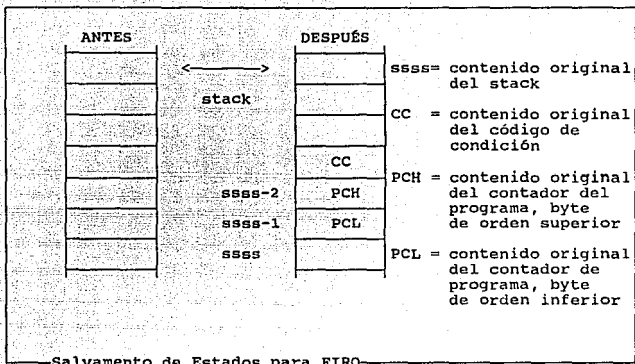 ANTES DESPUÉS
<————> ssss= contenido original
del stack
stack
CC = contenido original
del código de
condición
CC
PCH = contenido original
ssss-2 PCH del contador del
programa, byte
ssss-1 PCL de orden superior
ssss PCL = contenido original
del contador de
programa, byte
de orden inferior
Salvamento de Estados para FIRQ